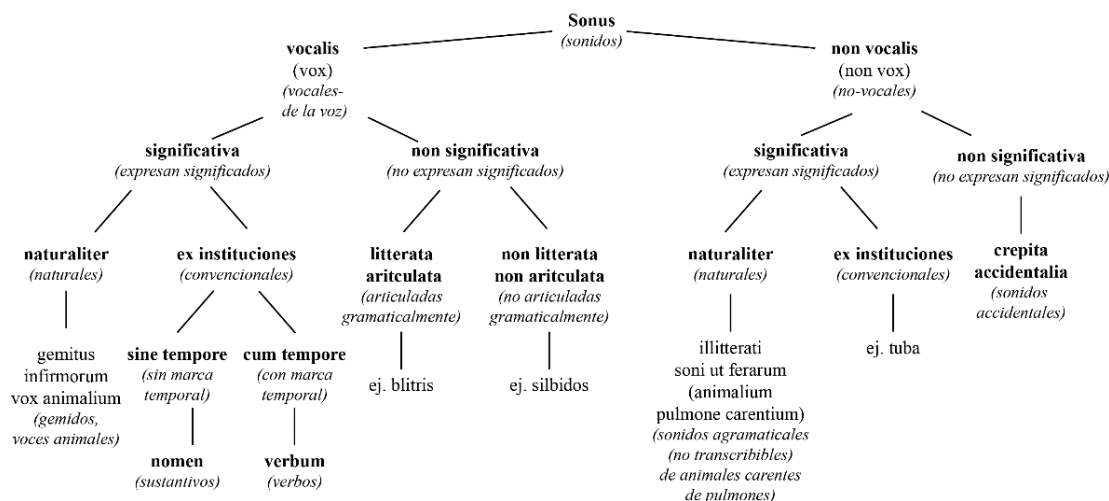 Sonus
(sonidos)
vocalis
(vox)
(vocales-
de la voz)
non vocalis
(non vox)
(no-vocales)
significativa
(expresan significados)
non significativa
(no expresan significados)
significativa
(expresan significados)
non significativa
(no expresan significados)
naturaliter
(naturales)
ex instituciones
(convencionales)
litterata
aritculata
(articuladas
gramaticalmente)
non litterata
non aritculata
(no articuladas
gramaticalmente)
naturaliter
(naturales)
ex instituciones
(convencionales)
crepita
accidentalia
(sonidos
accidentales)
gemitus
infirmorum
vox animalium
(gemidos,
voces animales)
sine tempore
(sin marca
temporal)
cum tempore
(con marca
temporal)
ej. blitris
ej. silbidos
illitterati
soni ut ferarum
(animalium
pulmone carentium)
(sonidos agramaticales
(no transcribibles)
de animales carentes
de pulmones)
ej. tuba
nomen
(sustantivos)
verbum
(verbos)